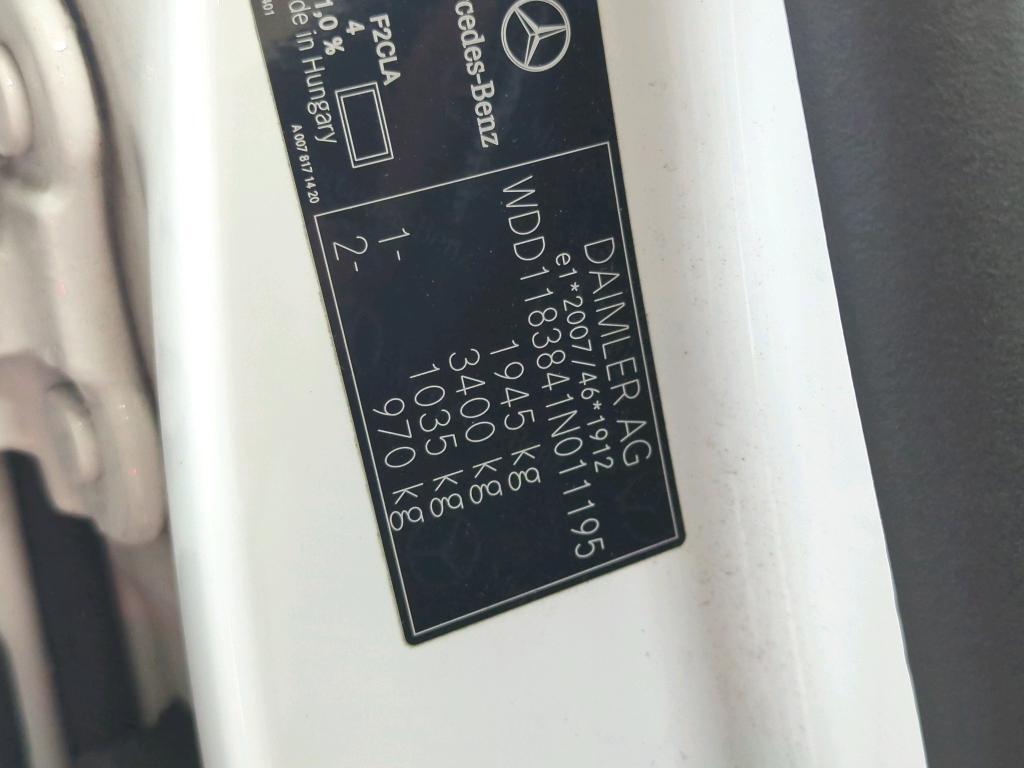 DAIMLER AG
e1*2007/46*1912
WDD1183841N011195
1945 kg
3400 kg
1- 1035 kg
2- 970 kg
cedes-Benz
F2CLA
4.
1,0 %
de in Hungary
A 007 817 14 20